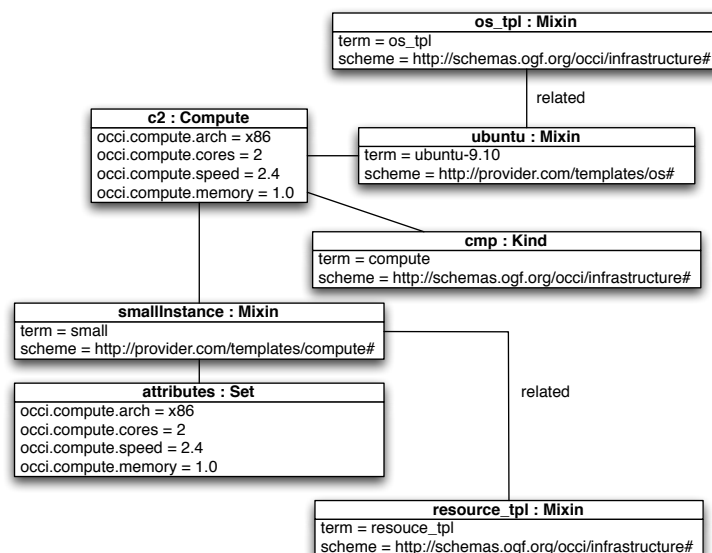 os_tpl : Mixin
term = os_tpl
scheme = http://schemas.ogf.org/occi/infrastructure#
related
c2 : Compute
occi.compute.arch = x86
occi.compute.cores = 2
occi.compute.speed = 2.4
occi.compute.memory = 1.0
ubuntu : Mixin
term = ubuntu-9.10
scheme = http://provider.com/templates/os#
cmp : Kind
term = compute
scheme = http://schemas.ogf.org/occi/infrastructure#
smallInstance : Mixin
term = small
scheme = http://provider.com/templates/compute#
attributes : Set
occi.compute.arch = x86
occi.compute.cores = 2
occi.compute.speed = 2.4
occi.compute.memory = 1.0
related
resource_tpl : Mixin
term = resouce_tpl
scheme = http://schemas.ogf.org/occi/infrastructure#